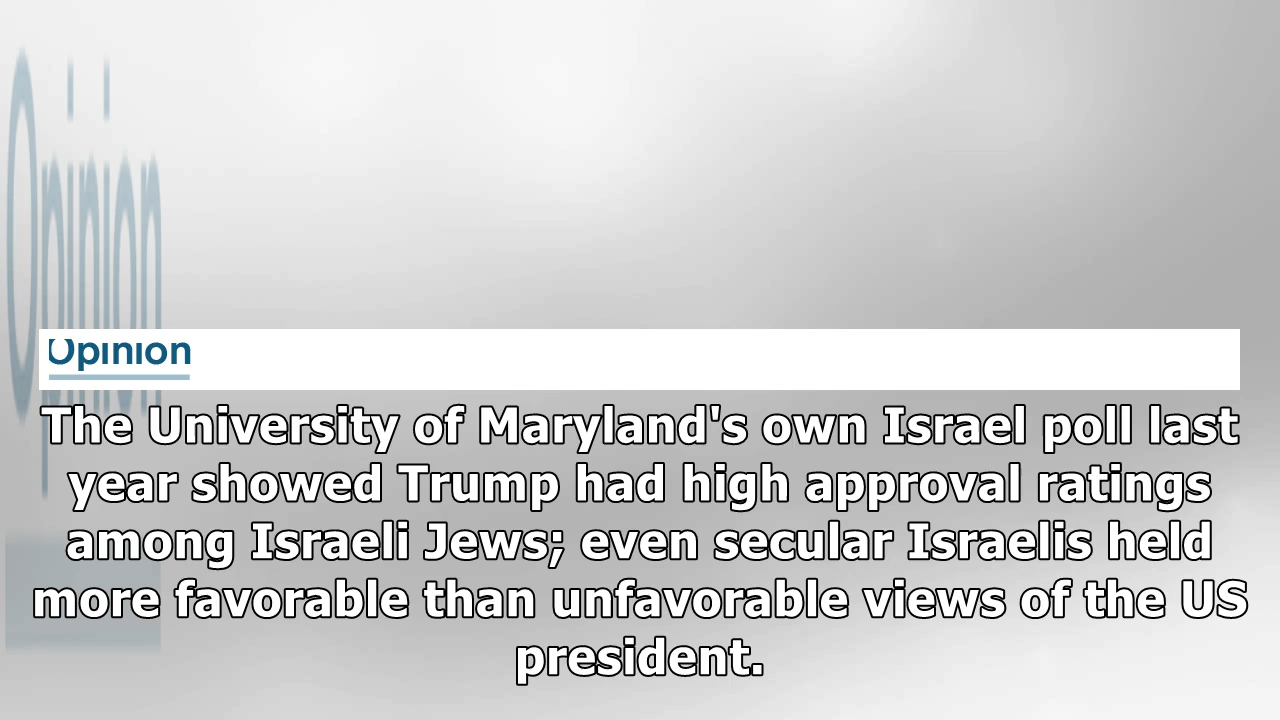 Opinion
Opinion
The University of Maryland's own Israel poll last
year showed Trump had high approval ratings
among Israeli Jews; even secular Israelis held
more favorable than unfavorable views of the US
president.